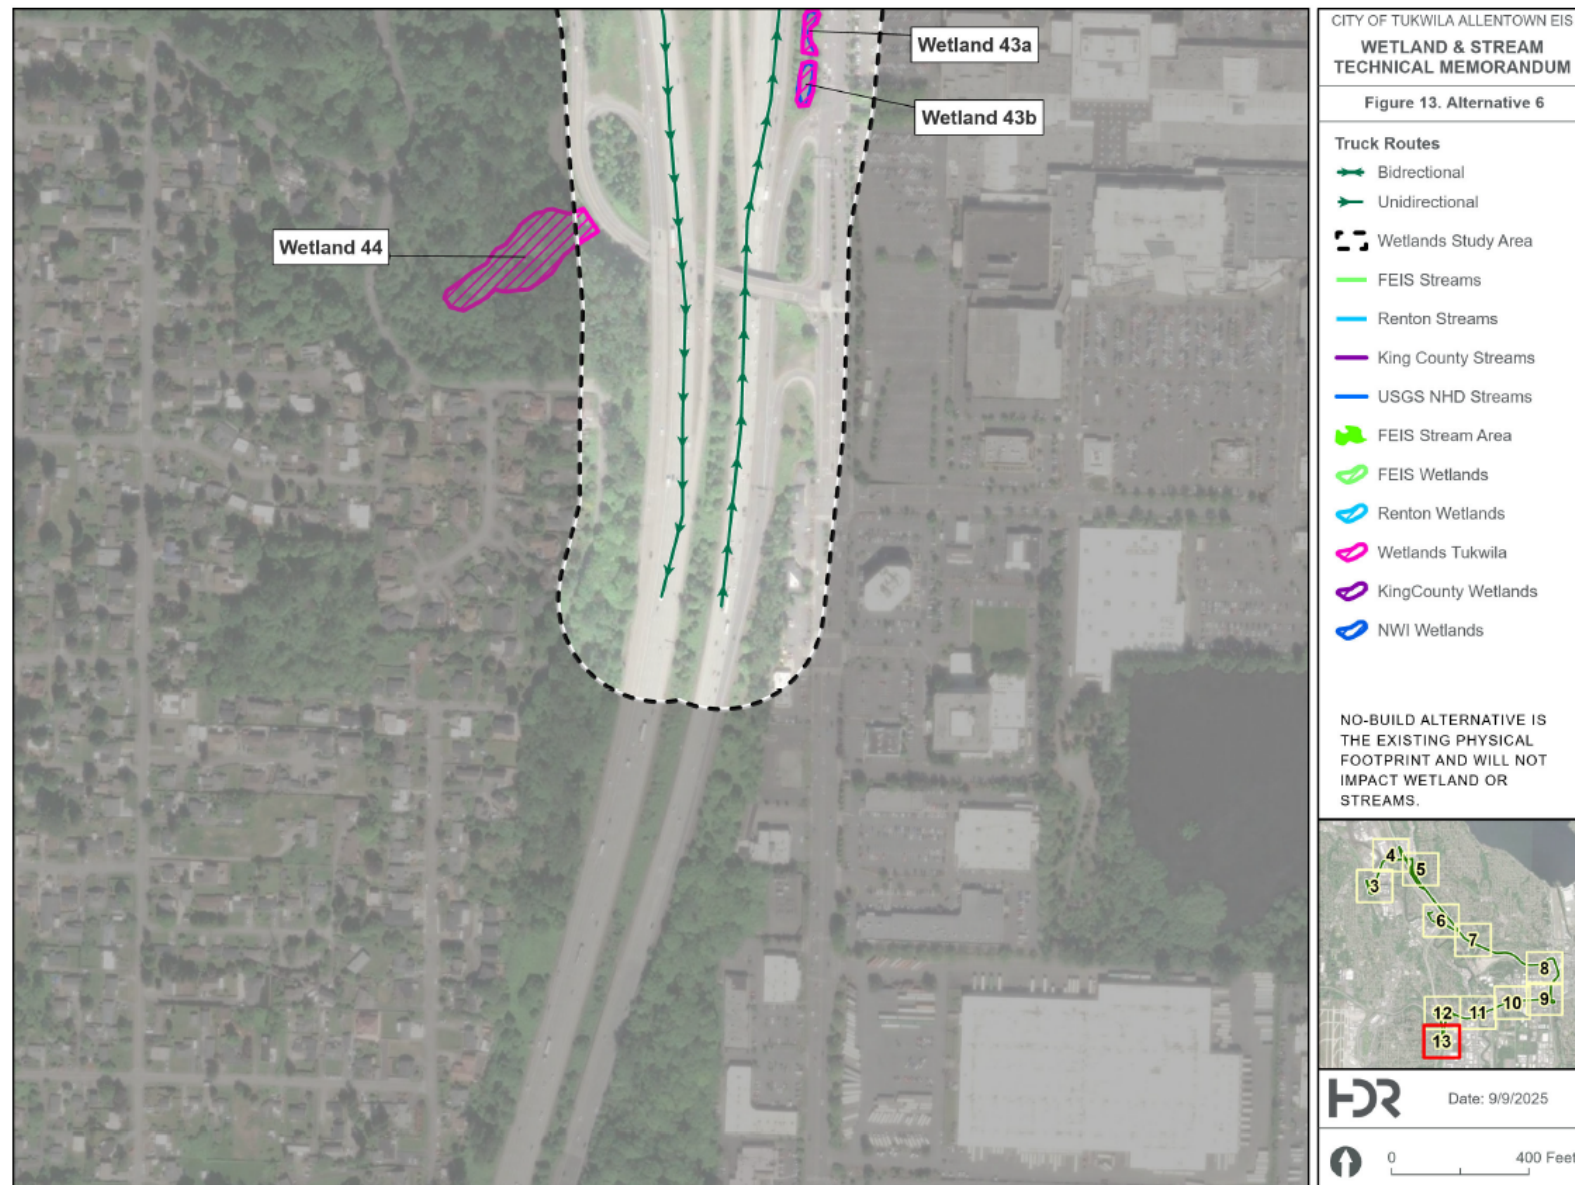 CITY OF TUKWILA ALLENTOWN EIS
WETLAND & STREAM
TECHNICAL MEMORANDUM
Figure 13. Alternative 6
Truck Routes
Bidrectional
Unidirectional
Wetlands Study Area
FEIS Streams
Renton Streams
King County Streams
USGS NHD Streams
FEIS Stream Area
FEIS Wetlands
Renton Wetlands
Wetlands Tukwila
KingCounty Wetlands
NWI Wetlands
NO-BUILD ALTERNATIVE IS
THE EXISTING PHYSICAL
FOOTPRINT AND WILL NOT
IMPACT WETLAND OR
STREAMS.
Wetland 43a
Wetland 43b
Wetland 44
4
5
3
6
7
8
9
10
11
12
13
HDR
Date: 9/9/2025
0
400 Feet